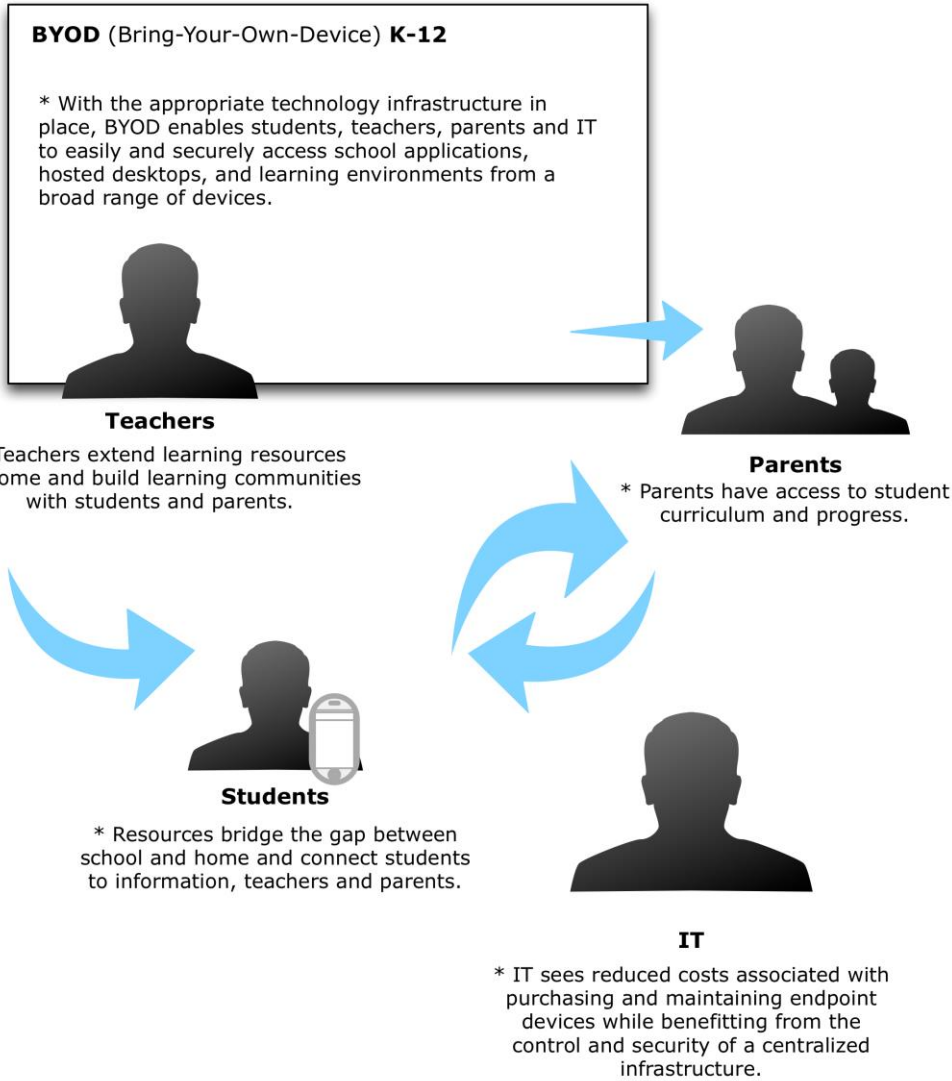 BYOD (Bring-Your-Own-Device) K-12
* With the appropriate technology infrastructure in
place, BYOD enables students, teachers, parents and IT
to easily and securely access school applications,
hosted desktops, and learning environments from a
broad range of devices.
Teachers
Teachers extend learning resources
ome and build learning communities
with students and parents.
Parents
* Parents have access to student
curriculum and progress.
Students
* Resources bridge the gap between
school and home and connect students
to information, teachers and parents.
IT
* IT sees reduced costs associated with
purchasing and maintaining endpoint
devices while benefitting from the
control and security of a centralized
infrastructure.